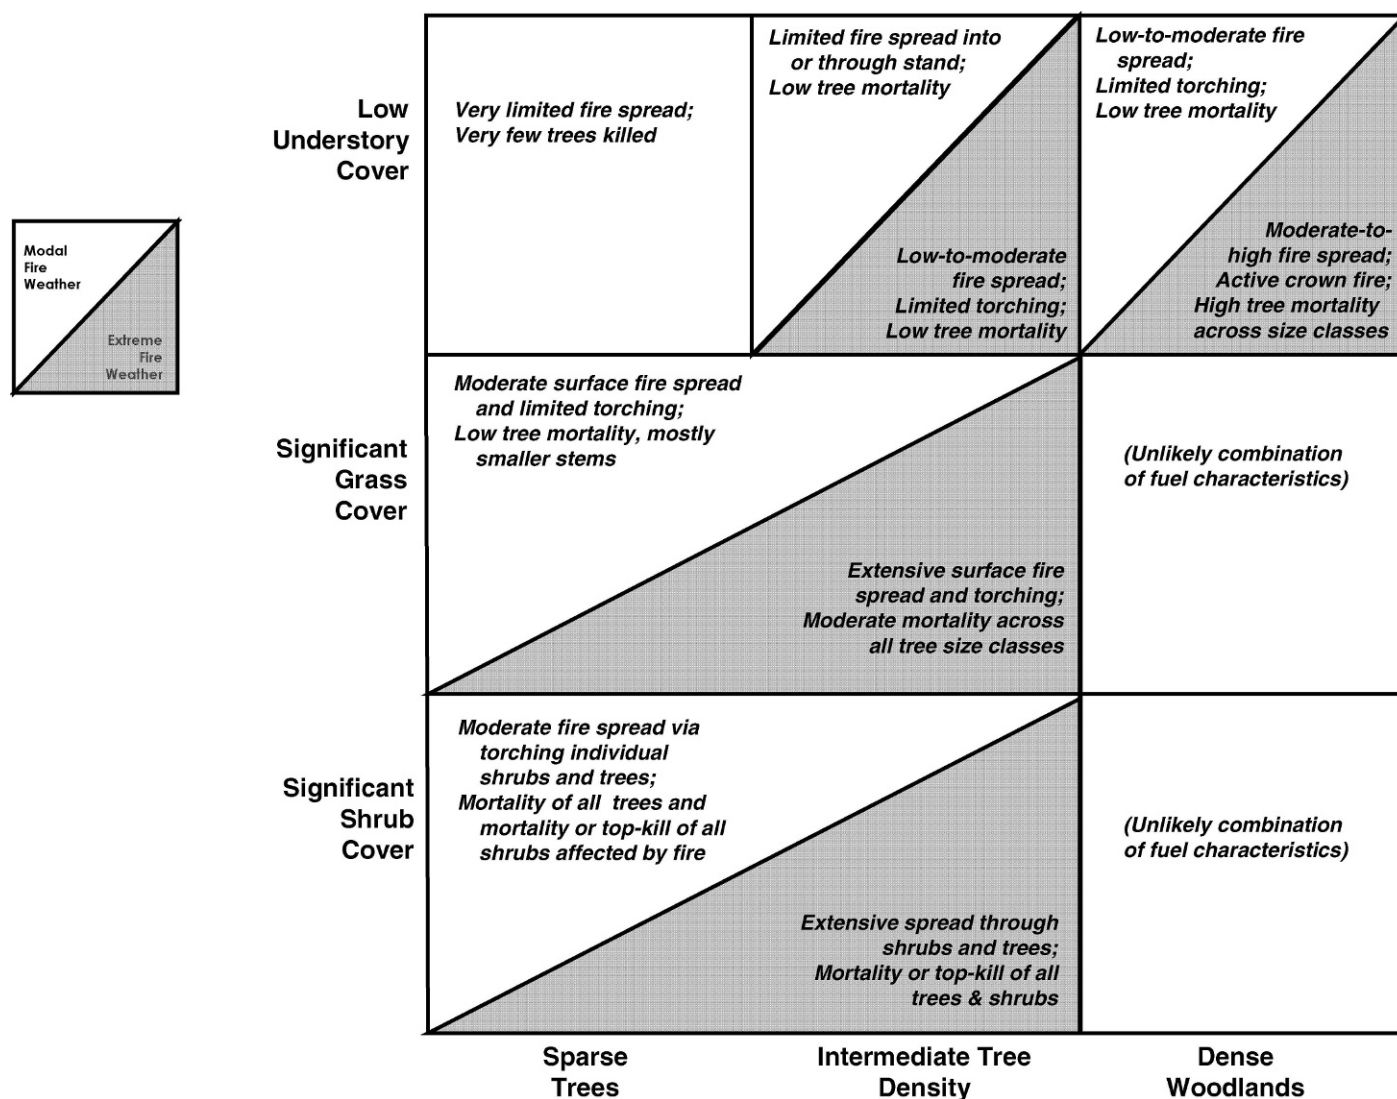 Low
Understory
Cover
Very limited fire spread;
Very few trees killed
Limited fire spread into
or through stand;
Low tree mortality
Low-to-moderate
fire spread;
Limited torching;
Low tree mortality
Low-to-moderate fire
spread;
Limited torching;
Low tree mortality
Moderate-to-
high fire spread;
Active crown fire;
High tree mortality
across size classes
Modal
Fire
Weather
Extreme
Fire
Weather
Significant
Grass
Cover
Moderate surface fire spread
and limited torching;
Low tree mortality, mostly
smaller stems
Extensive surface fire
spread and torching;
Moderate mortality across
all tree size classes
(Unlikely combination
of fuel characteristics)
Significant
Shrub
Cover
Moderate fire spread via
torching individual
shrubs and trees;
Mortality of all trees and
mortality or top-kill of all
shrubs affected by fire
Extensive spread through
shrubs and trees;
Mortality or top-kill of all
trees & shrubs
(Unlikely combination
of fuel characteristics)
Sparse
Trees
Intermediate Tree
Density
Dense
Woodlands